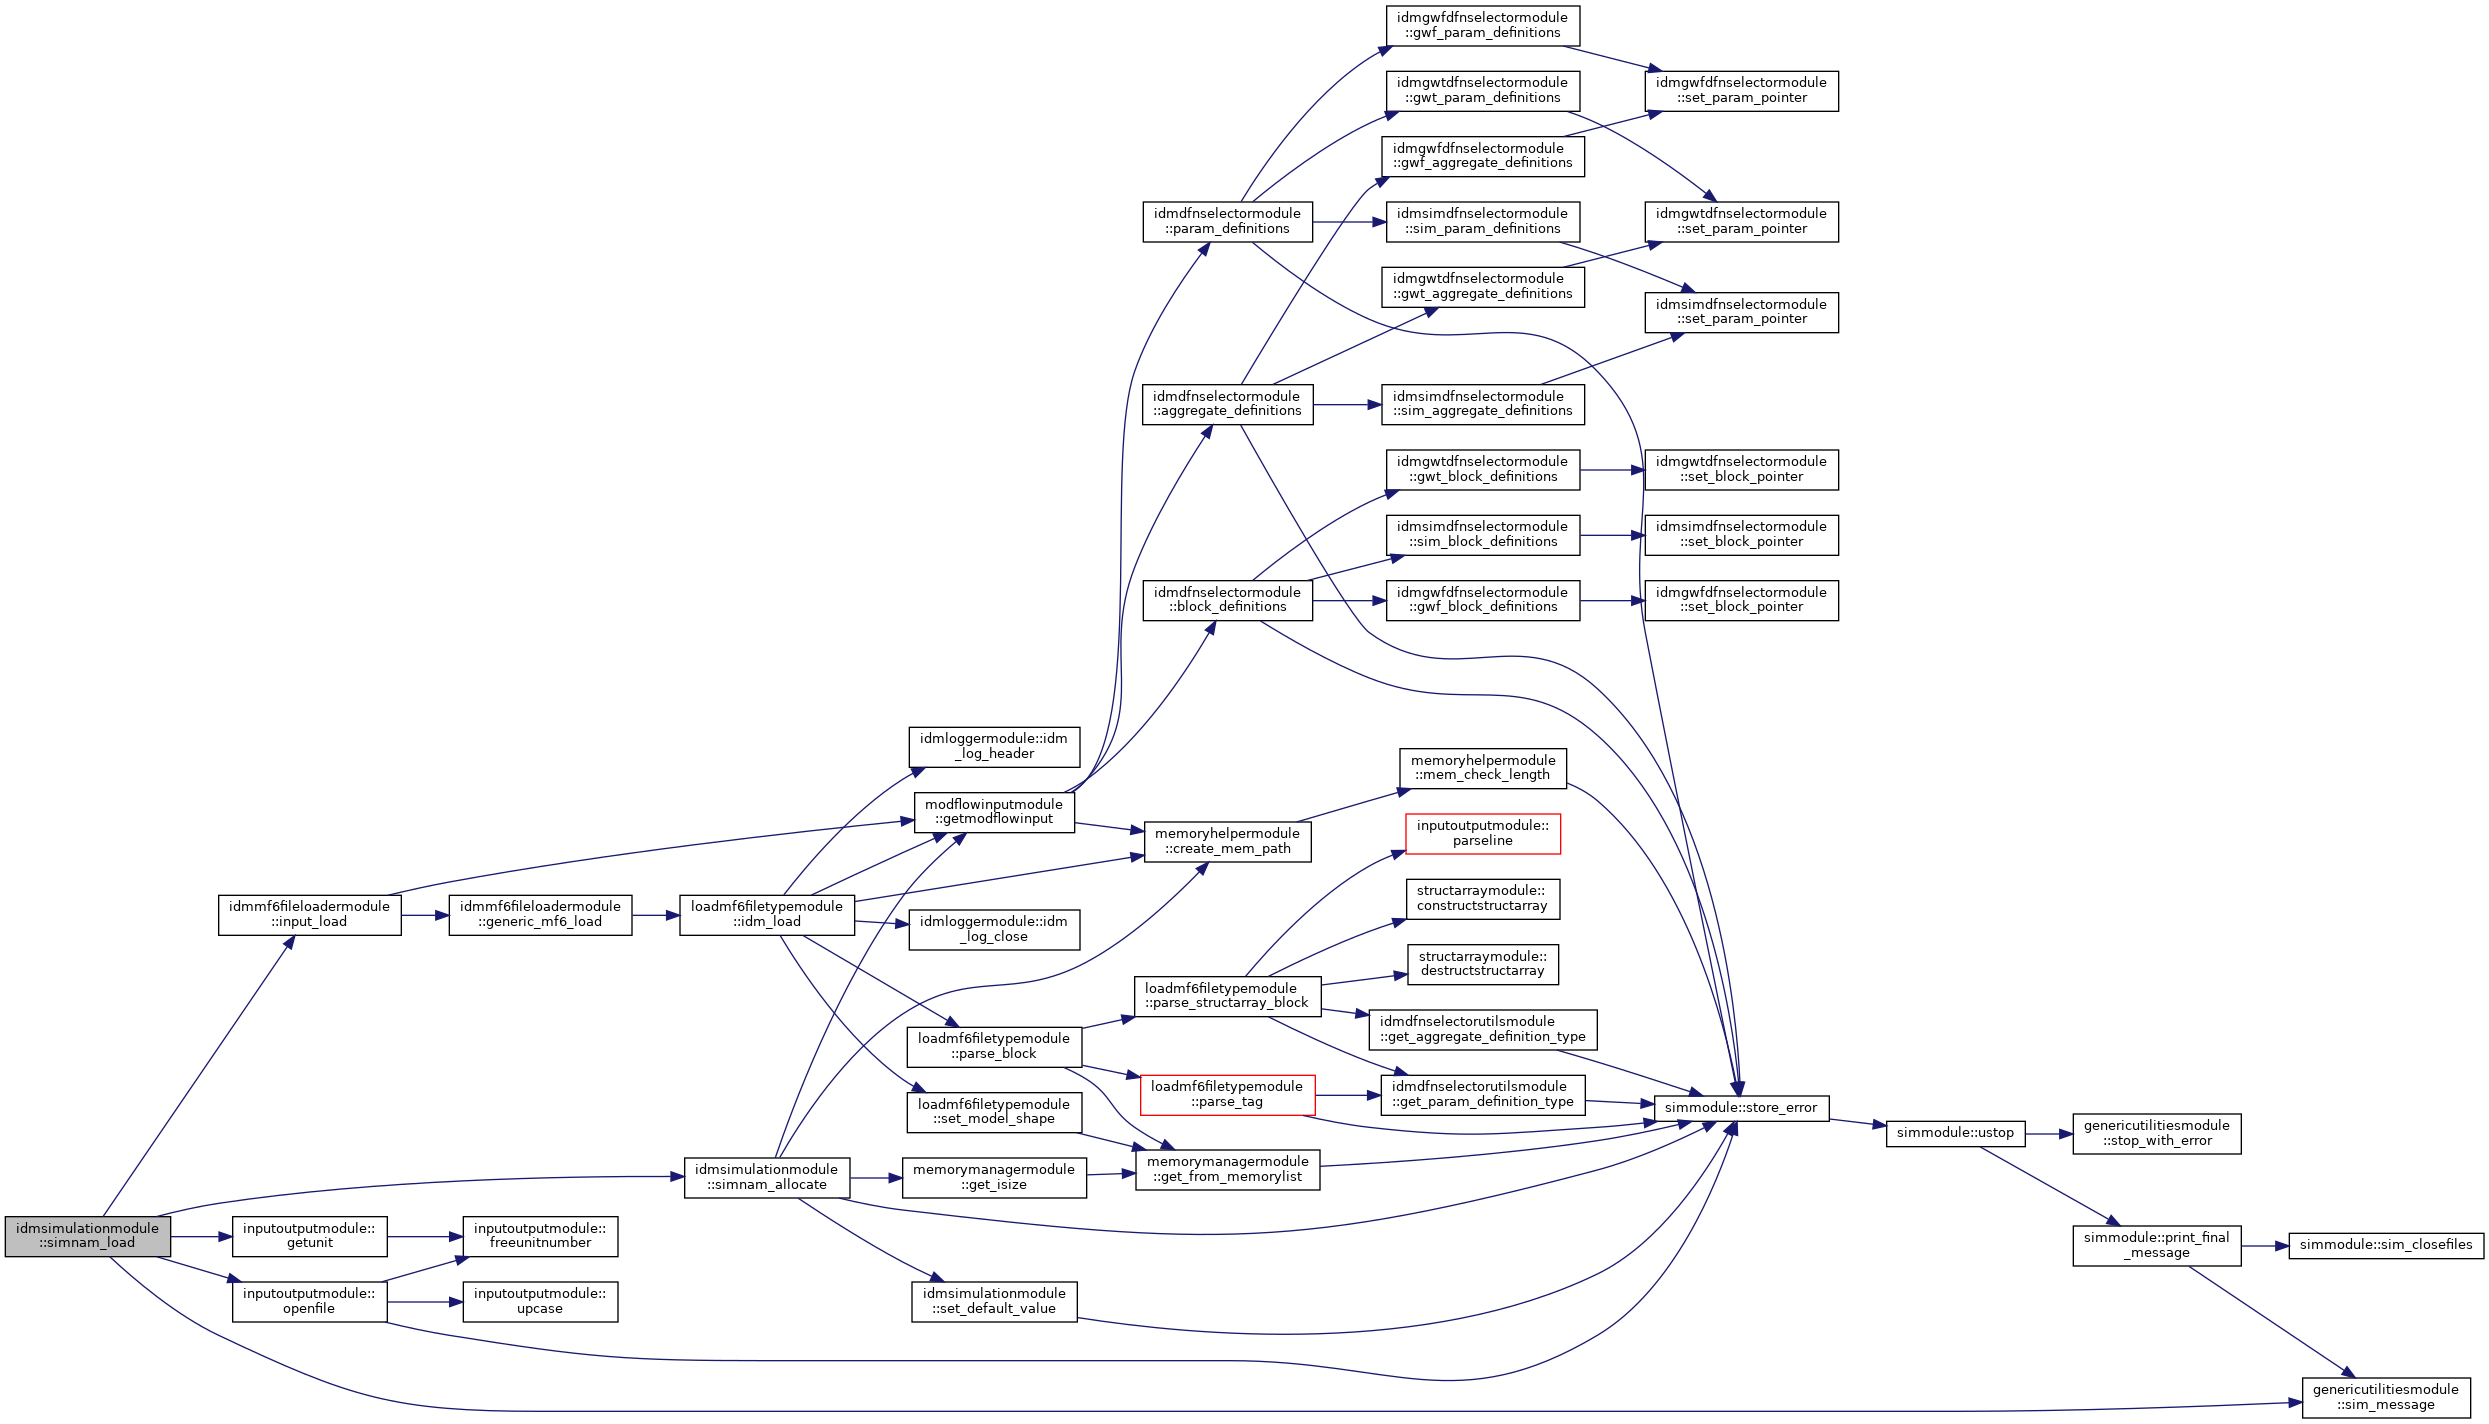 idmgwfdfnselectormodule
::gwf_param_definitions
idmgwtdfnselectormodule
::gwt_param_definitions
idmgwfdfnselectormodule
::set_param_pointer
idmgwfdfnselectormodule
::gwf_aggregate_definitions
idmdfnselectormodule
::param_definitions
idmsimdfnselectormodule
::sim_param_definitions
idmgwtdfnselectormodule
::set_param_pointer
idmgwtdfnselectormodule
::gwt_aggregate_definitions
idmsimdfnselectormodule
::set_param_pointer
idmdfnselectormodule
::aggregate_definitions
idmsimdfnselectormodule
::sim_aggregate_definitions
idmgwtdfnselectormodule
::gwt_block_definitions
idmgwtdfnselectormodule
::set_block_pointer
idmsimdfnselectormodule
::sim_block_definitions
idmsimdfnselectormodule
::set_block_pointer
idmdfnselectormodule
::block_definitions
idmgwfdfnselectormodule
::gwf_block_definitions
idmgwfdfnselectormodule
::set_block_pointer
idmloggermodule::idm
_log_header
memoryhelpermodule
::mem_check_length
modflowinputmodule
::getmodflowinput
memoryhelpermodule
::create_mem_path
inputoutputmodule::
parseline
idmmf6fileloadermodule
::input_load
idmmf6fileloadermodule
::generic_mf6_load
loadmf6filetypemodule
::idm_load
idmloggermodule::idm
_log_close
structarraymodule::
constructstructarray
structarraymodule::
destructstructarray
loadmf6filetypemodule
::parse_structarray_block
idmdfnselectorutilsmodule
::get_aggregate_definition_type
loadmf6filetypemodule
::parse_block
loadmf6filetypemodule
::parse_tag
idmdfnselectorutilsmodule
::get_param_definition_type
loadmf6filetypemodule
::set_model_shape
simmodule::store_error
simmodule::ustop
genericutilitiesmodule
::stop_with_error
idmsimulationmodule
::simnam_allocate
memorymanagermodule
::get_isize
memorymanagermodule
::get_from_memorylist
idmsimulationmodule
::simnam_load
inputoutputmodule::
getunit
inputoutputmodule::
freeunitnumber
simmodule::print_final
_message
simmodule::sim_closefiles
inputoutputmodule::
openfile
inputoutputmodule::
upcase
idmsimulationmodule
::set_default_value
genericutilitiesmodule
::sim_message